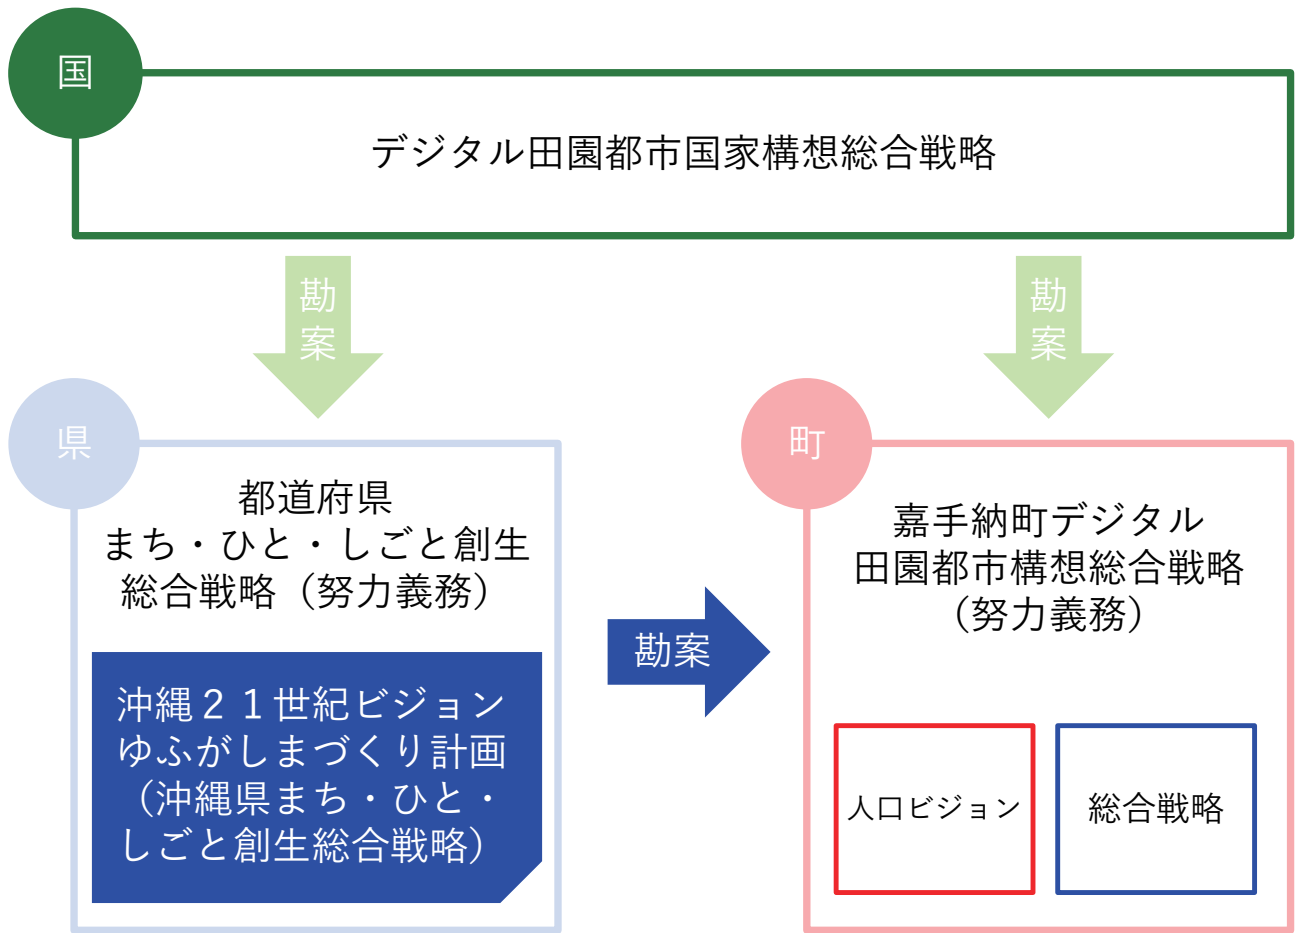 国
デジタル田園都市国家構想総合戦略
勘
案
勘
案
県
都道府県
まち・ひと・しごと創生
総合戦略（努力義務）
沖縄２１世紀ビジョン
ゆふがしまづくり計画
（沖縄県まち・ひと・
しごと創生総合戦略）
勘案
町
嘉手納町デジタル
田園都市構想総合戦略
（努力義務）
人口ビジョン
総合戦略